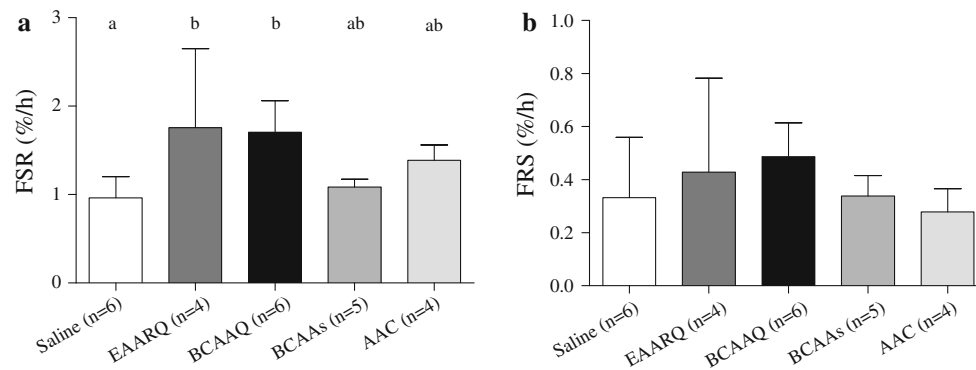 a
3
2
1
0
FSR (%/h)
a b b ab ab
Saline (n=6)
EAARQ (n=4)
BCAAQ (n=6)
BCAAs (n=5)
AAC (n=4)
b
1.0
0.8
0.6
0.4
0.2
0.0
FRS (%/h)
Saline (n=6)
EAARQ (n=4)
BCAAQ (n=6)
BCAAs (n=5)
AAC (n=4)